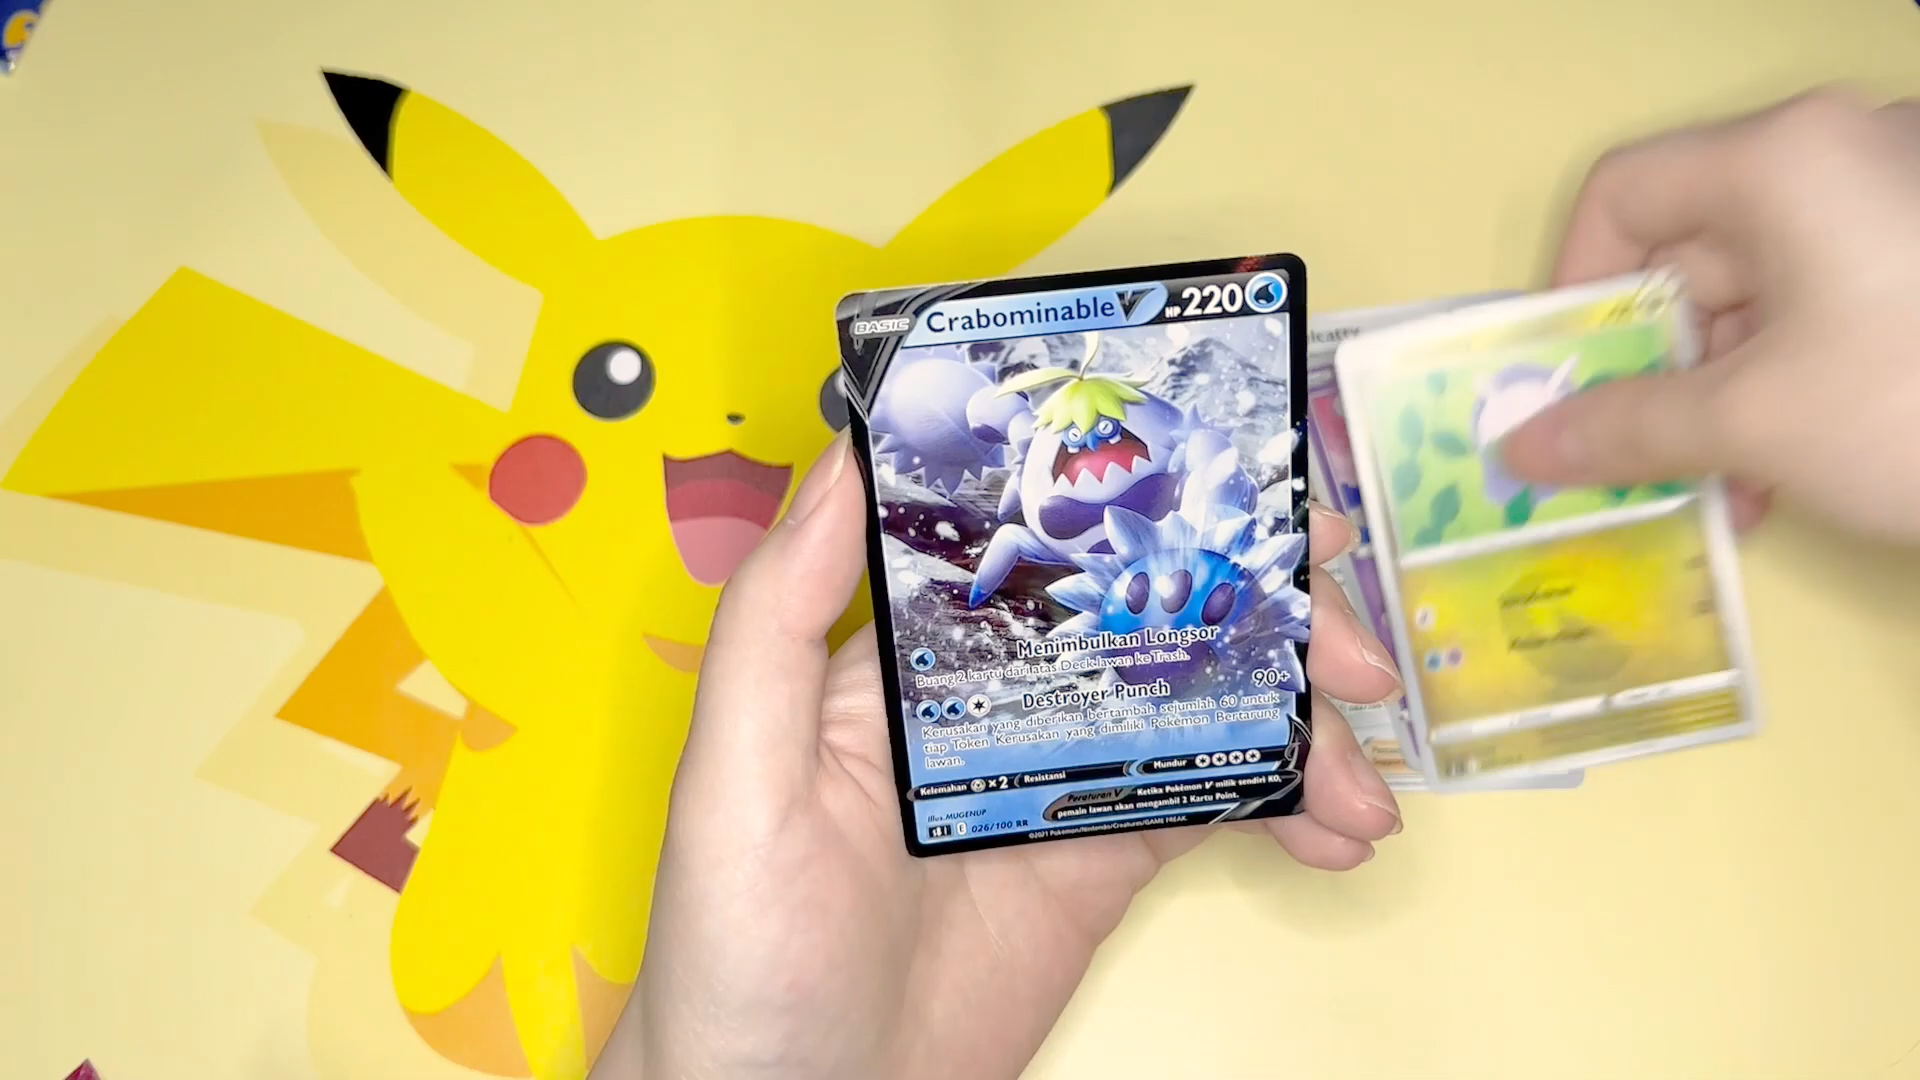 BASIC Crabominable V HP 220
Menimbulkan Longsor
Buang 2 kartu dari atas Deck lawan ke Trash.
Destroyer Punch 90+
Kerusakan yang diberikan bertambah sejumlah 60 untuk
tiap Token Kerusakan yang dimiliki Pokémon Bertarung
lawan.
Kelemahan ×2 Resistansi Mundur
Peraturan V Ketika Pokémon V milik sendiri KO,
pemain lawan akan mengambil 2 Kartu Point.
Illus. MUGENUP
E 026/100 RR
©2021 Pokémon/Nintendo/Creatures/GAME FREAK.